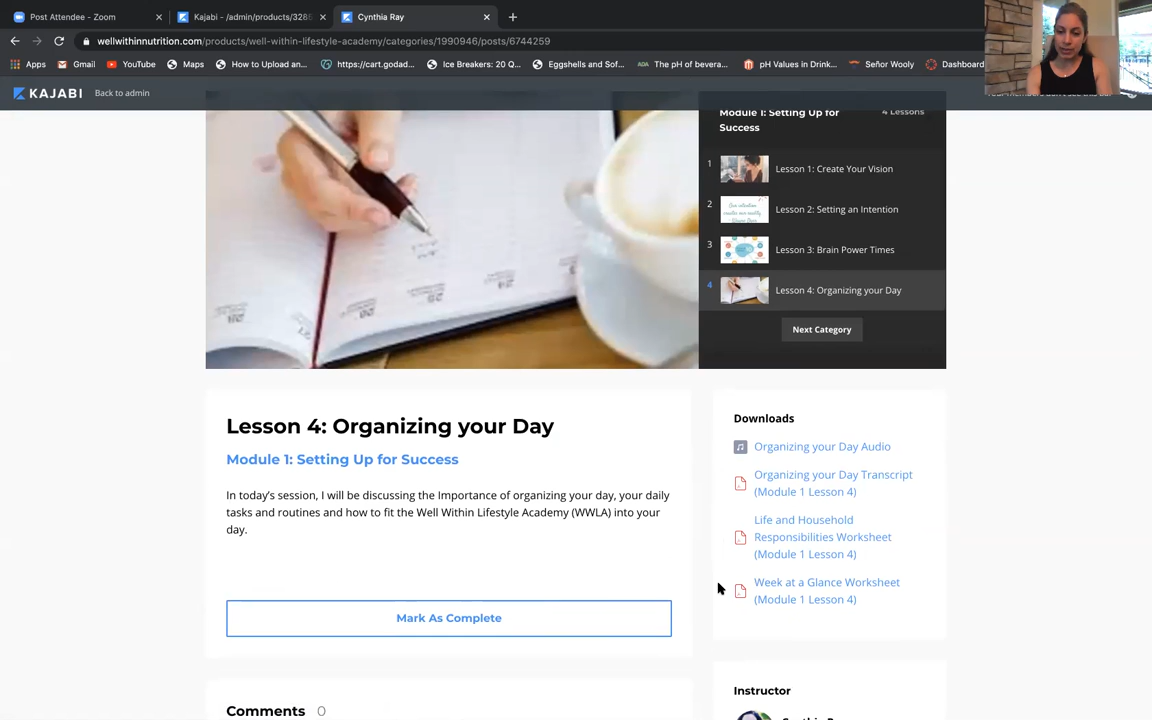 Post Attendee - Zoom
Kajabi - /admin/products/3288
Cynthia Ray
wellwithinnutrition.com/products/well-within-lifestyle-academy/categories/1990946/posts/6744259
Apps
Gmail
YouTube
Maps
How to Upload an...
https://cart.godad...
Ice Breakers: 20 Q...
Eggshells and Sof...
ADA
The pH of bevera...
pH Values in Drink...
Señor Wooly
Dashboard
KAJABI
Back to admin
Module 1: Setting Up for
Success
4 Lessons
1
Lesson 1: Create Your Vision
2
Lesson 2: Setting an Intention
3
Lesson 3: Brain Power Times
4
Lesson 4: Organizing your Day
Next Category
Lesson 4: Organizing your Day
Module 1: Setting Up for Success
In today's session, I will be discussing the Importance of organizing your day, your daily
tasks and routines and how to fit the Well Within Lifestyle Academy (WWLA) into your
day.
Mark As Complete
Comments 0
Downloads
Organizing your Day Audio
Organizing your Day Transcript
(Module 1 Lesson 4)
Life and Household
Responsibilities Worksheet
(Module 1 Lesson 4)
Week at a Glance Worksheet
(Module 1 Lesson 4)
Instructor